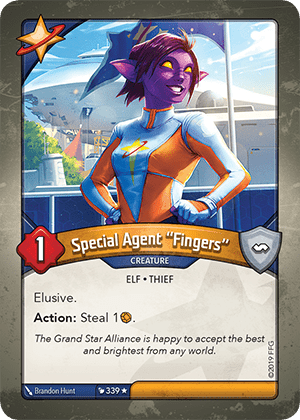 Special Agent "Fingers"
CREATURE
1
ELF • THIEF
Elusive.
Action: Steal 1.
The Grand Star Alliance is happy to accept the best
and brightest from any world.
Brandon Hunt
339
©2019 FFG